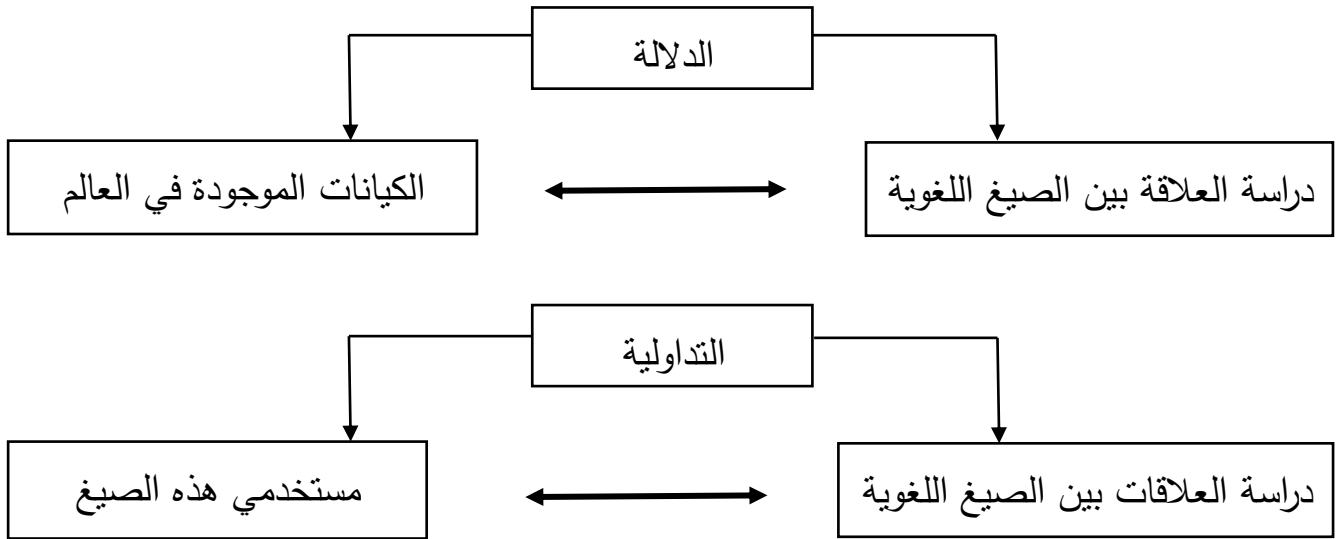 الدلالة
دراسة العلاقة بين الصيغ اللغوية
الكيانات الموجودة في العالم
التداولية
دراسة العلاقات بين الصيغ اللغوية
مستخدمي هذه الصيغ